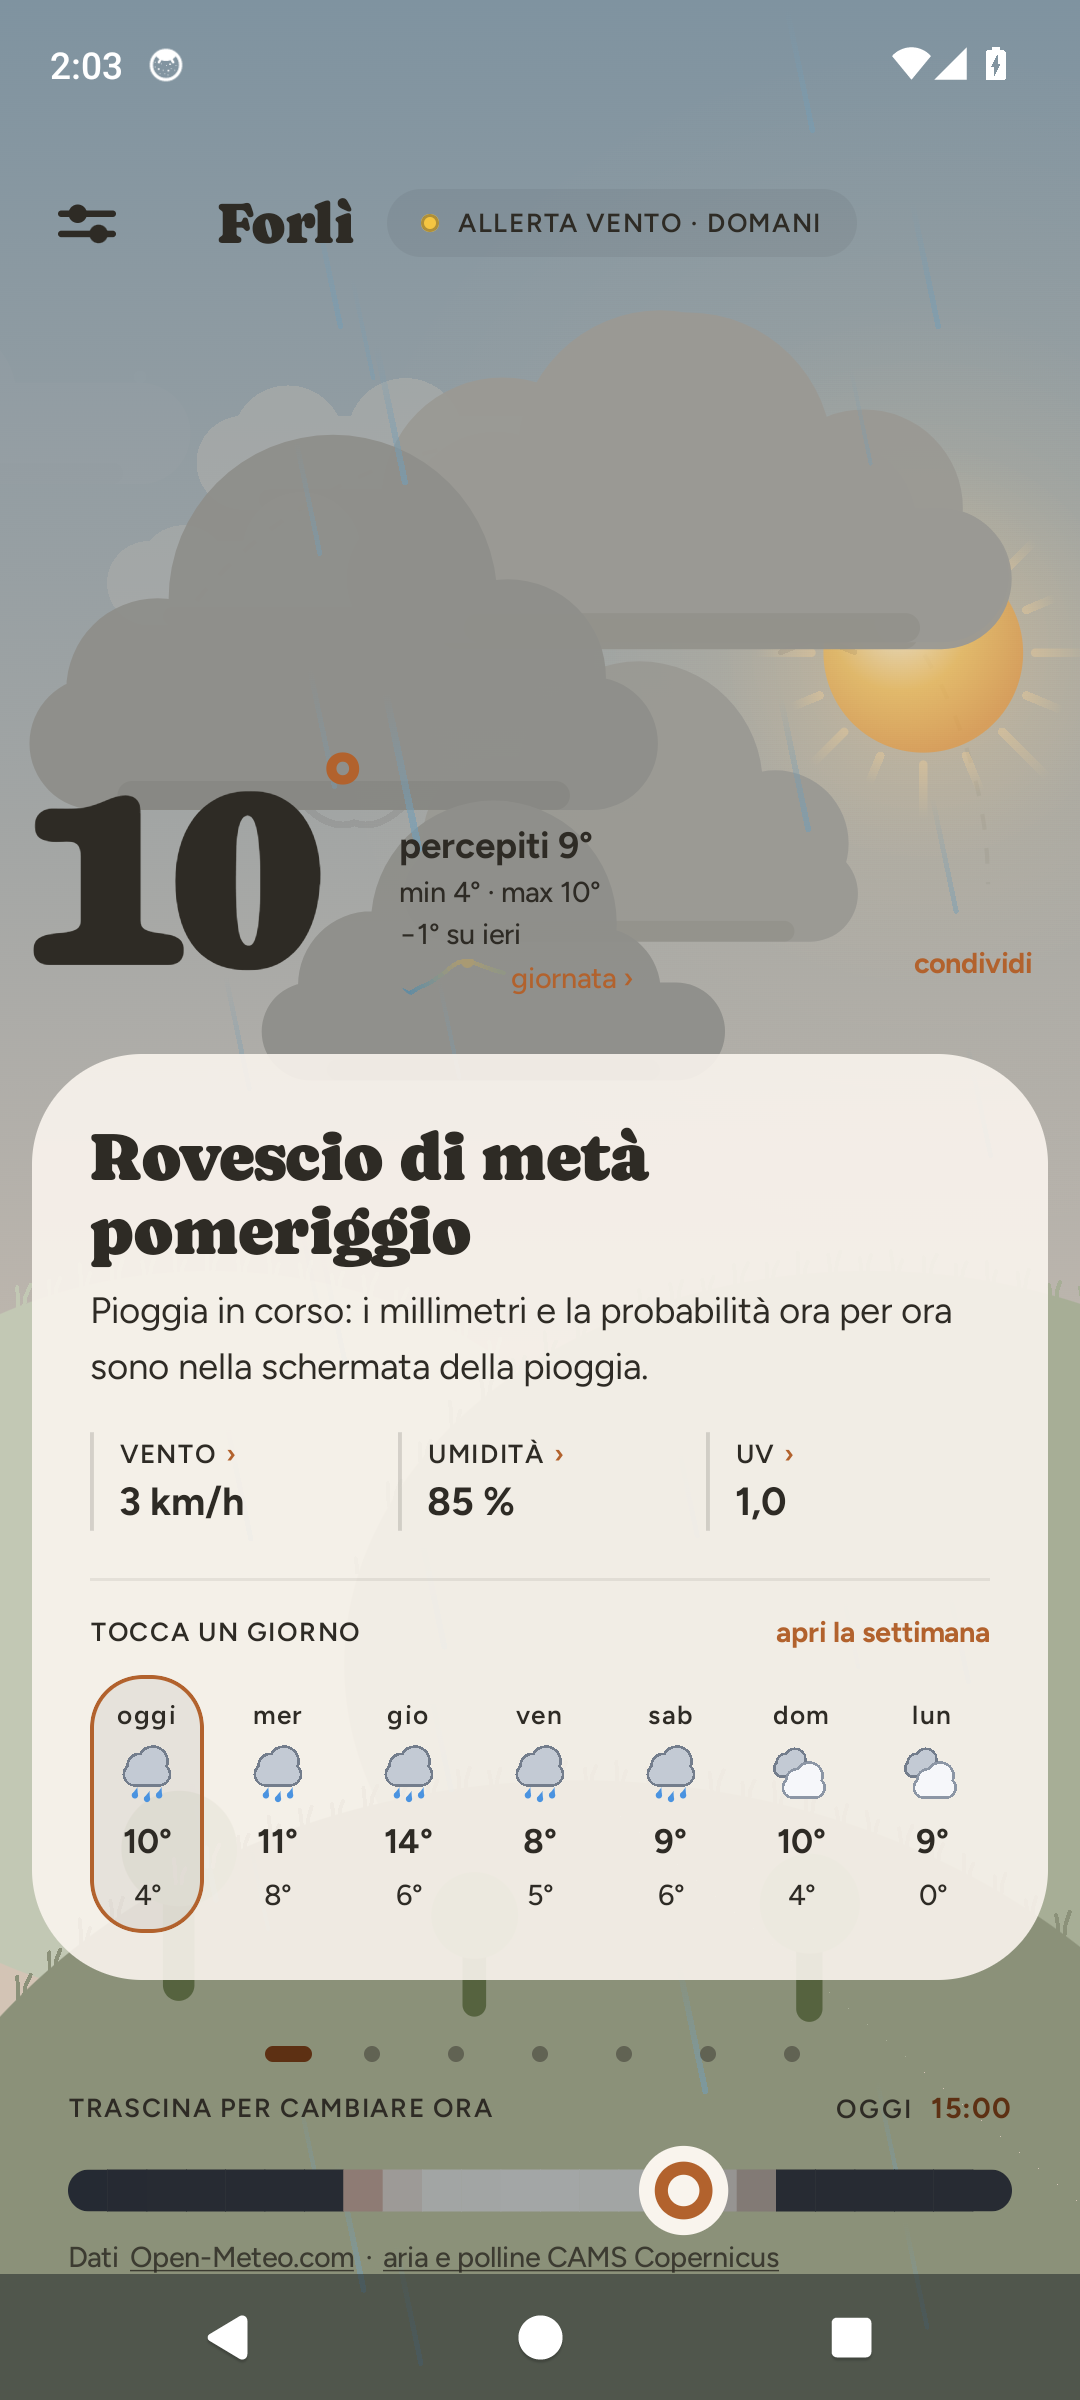 2:03
Forlì
ALLERTA VENTO · DOMANI
10
percepiti 9°
min 4° · max 10°
−1° su ieri
giornata ›
condividi
Rovescio di metà
pomeriggio
Pioggia in corso: i millimetri e la probabilità ora per ora
sono nella schermata della pioggia.
VENTO › UMIDITÀ › UV ›
3 km/h 85 % 1,0
TOCCA UN GIORNO apri la settimana
oggi mer gio ven sab dom lun
10° 11° 14° 8° 9° 10° 9°
4° 8° 6° 5° 6° 4° 0°
TRASCINA PER CAMBIARE ORA OGGI 15:00
Dati Open-Meteo.com · aria e polline CAMS Copernicus